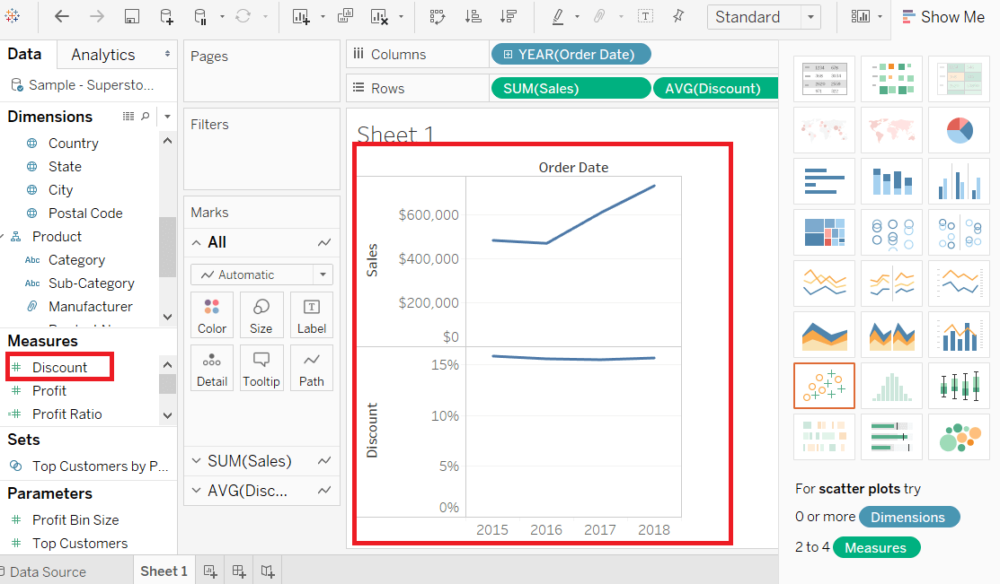 Standard
Show Me
Data
Analytics
Sample - Supersto...
Dimensions
Country
State
City
Postal Code
Product
Abc Category
Abc Sub-Category
Manufacturer
Measures
Discount
Profit
Profit Ratio
Sets
Top Customers by P...
Parameters
Profit Bin Size
Top Customers
Pages
Filters
Marks
All
Automatic
Color
Size
Label
Detail
Tooltip
Path
SUM(Sales)
AVG(Disc...
Columns
YEAR(Order Date)
Rows
SUM(Sales)
AVG(Discount)
Sheet 1
Order Date
Sales
$600,000
$400,000
$200,000
$0
Discount
15%
10%
5%
0%
2015
2016
2017
2018
For scatter plots try
0 or more Dimensions
2 to 4 Measures
Data Source
Sheet 1